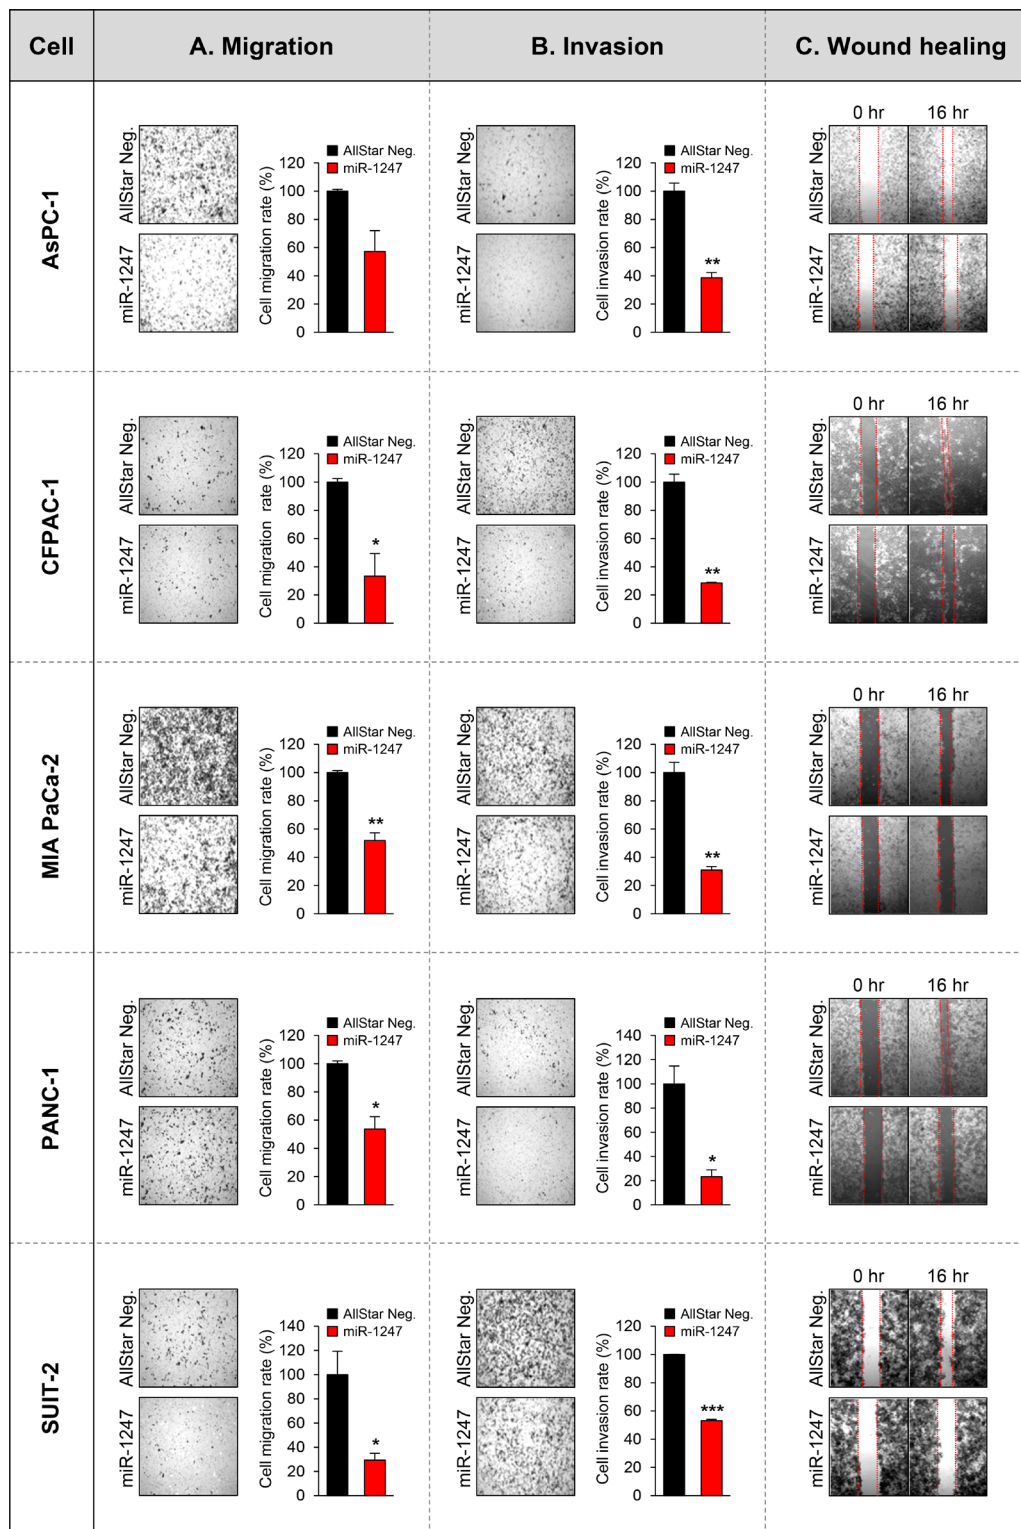 Cell A. Migration B. Invasion C. Wound healing
AsPC-1
AllStar Neg.
miR-1247
Cell migration rate (%)
AllStar Neg.
miR-1247
120
100
80
60
40
20
0
AllStar Neg.
miR-1247
Cell invasion rate (%)
AllStar Neg.
miR-1247
120
100
80
60
40
20
0
**
0 hr 16 hr
AllStar Neg.
miR-1247
CFPAC-1
AllStar Neg.
miR-1247
Cell migration rate (%)
AllStar Neg.
miR-1247
120
100
80
60
40
20
0
*
AllStar Neg.
miR-1247
Cell invasion rate (%)
AllStar Neg.
miR-1247
120
100
80
60
40
20
0
**
0 hr 16 hr
AllStar Neg.
miR-1247
MIA PaCa-2
AllStar Neg.
miR-1247
Cell migration rate (%)
AllStar Neg.
miR-1247
120
100
80
60
40
20
0
**
AllStar Neg.
miR-1247
Cell invasion rate (%)
AllStar Neg.
miR-1247
120
100
80
60
40
20
0
**
0 hr 16 hr
AllStar Neg.
miR-1247
PANC-1
AllStar Neg.
miR-1247
Cell migration rate (%)
AllStar Neg.
miR-1247
120
100
80
60
40
20
0
*
AllStar Neg.
miR-1247
Cell invasion rate (%)
AllStar Neg.
miR-1247
140
120
100
80
60
40
20
0
*
0 hr 16 hr
AllStar Neg.
miR-1247
SUIT-2
AllStar Neg.
miR-1247
Cell migration rate (%)
AllStar Neg.
miR-1247
140
120
100
80
60
40
20
0
*
AllStar Neg.
miR-1247
Cell invasion rate (%)
AllStar Neg.
miR-1247
120
100
80
60
40
20
0
***
0 hr 16 hr
AllStar Neg.
miR-1247